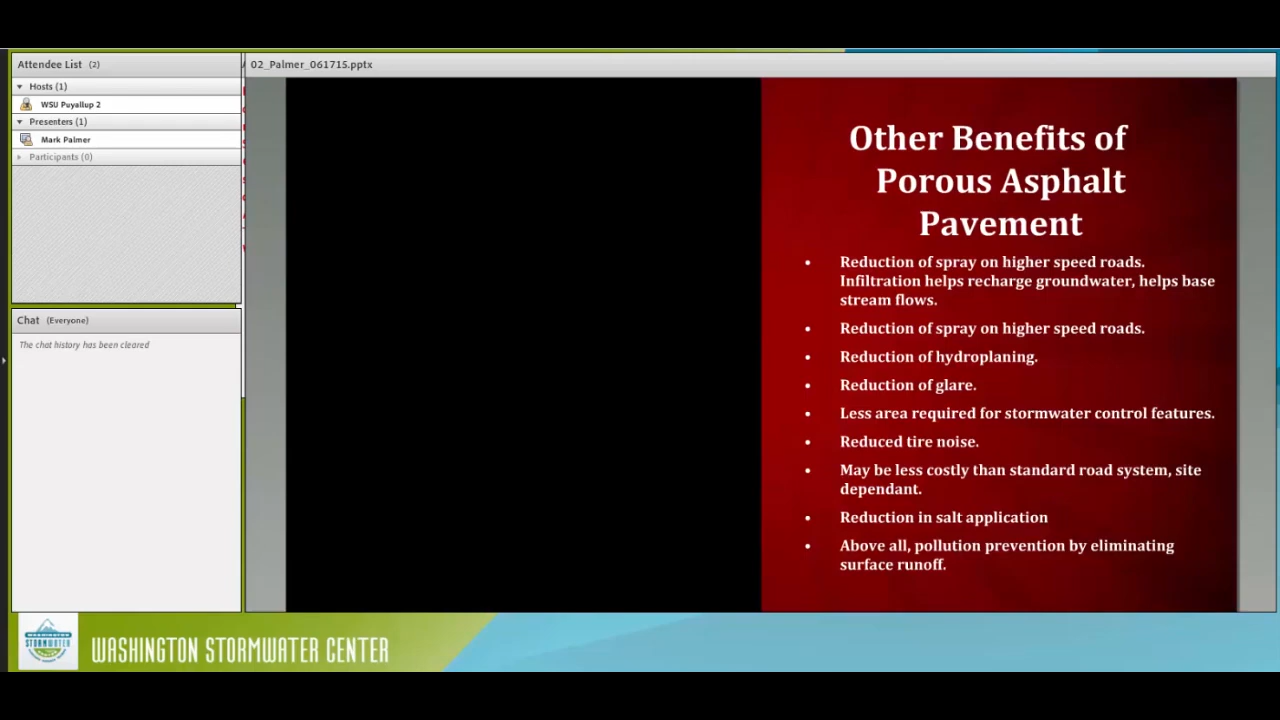 Attendee List (2)
Hosts (1)
WSU Puyallup 2
Presenters (1)
Mark Palmer
Participants (0)
Chat (Everyone)
The chat history has been cleared
02_Palmer_061715.pptx
Other Benefits of
Porous Asphalt
Pavement
• Reduction of spray on higher speed roads.
Infiltration helps recharge groundwater, helps base
stream flows.
• Reduction of spray on higher speed roads.
• Reduction of hydroplaning.
• Reduction of glare.
• Less area required for stormwater control features.
• Reduced tire noise.
• May be less costly than standard road system, site
dependant.
• Reduction in salt application
• Above all, pollution prevention by eliminating
surface runoff.
WASHINGTON
STORMWATER
WASHINGTON STORMWATER CENTER